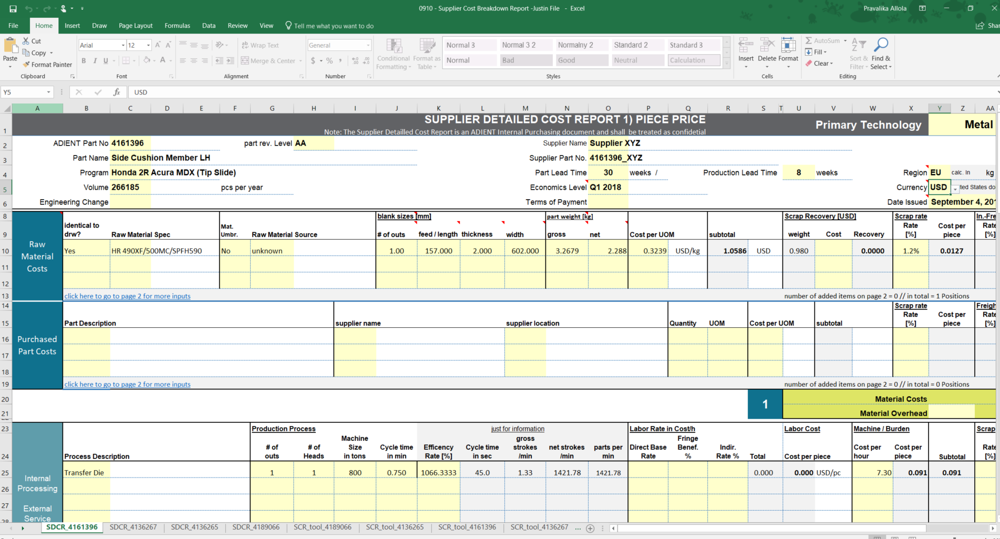 0910 - Supplier Cost Breakdown Report -Justin File - Excel
Pravalika Allola
File Home Insert Draw Page Layout Formulas Data Review View Tell me what you want to do
Cut
Copy
Format Painter
Paste
Clipboard
Arial 12
B I U
Font
Wrap Text
Merge & Center
Alignment
General
$ % ,
Number
Conditional Formatting
Format as Table
Normal 3 Normal 3 2 Normalny 2 Standard 2 Standard 3
Normal Bad Good Neutral Calculation
Styles
Insert Delete Format
Cells
AutoSum
Fill
Clear
Sort & Filter
Find & Select
Editing
Y5 fx USD
A B C D E F G H I J K L M N O P Q R S T U V W X Y Z AA
1 SUPPLIER DETAILED COST REPORT 1) PIECE PRICE Primary Technology Metal
Note: The Supplier Detailled Cost Report is an ADIENT Internal Purchasing document and shall be treated as confidetial
2 ADIENT Part No 4161396 part rev. Level AA Supplier Name Supplier XYZ
3 Part Name Side Cushion Member LH Supplier Part No. 4161396_XYZ
4 Program Honda 2R Acura MDX (Tip Slide) Part Lead Time 30 weeks / Production Lead Time 8 weeks Region EU calc. In kg
5 Volume 266185 pcs per year Economics Level Q1 2018 Currency USD ted States do
6 Engineering Change Terms of Payment Date Issued September 4, 201
8 blank sizes [mm] part weight [kg] Scrap Recovery [USD] Scrap rate In.-Fre
9 identical to drw? Raw Material Spec Mat. Umbr. Raw Material Source # of outs feed / length thickness width gross net Cost per UOM subtotal weight Cost Recovery Rate [%] Cost per piece Rate [%]
Raw Material Costs
10 Yes HR 490XF/500MC/SPFH590 No unknown 1.00 157.000 2.000 602.000 3.2679 2.288 0.3239 USD/kg 1.0586 USD 0.980 0.0000 1.2% 0.0127
11
12
13 click here to go to page 2 for more inputs number of added items on page 2 = 0 // in total = 1 Positions
14 Scrap rate Freigh
15 Part Description supplier name supplier location Quantity UOM Cost per UOM subtotal Rate [%] Cost per piece Rate [%]
Purchased Part Costs
16
17
18
19 click here to go to page 2 for more inputs number of added items on page 2 = 0 // in total = 0 Positions
20 1 Material Costs
21 Material Overhead
23 Production Process just for information Labor Rate in Cost/h Labor Cost Machine / Burden Scrap
24 Process Description # of outs # of Heads Machine Size in tons Cycle time in min Efficency Rate [%] Cycle time in sec gross strokes /min net strokes /min parts per min Direct Base Rate Fringe Benef. % Indir. Rate % Total Cost per piece Cost per hour Cost per piece Subtotal Rate [%]
25 Transfer Die 1 1 800 0.750 1066.3333 45.0 1.33 1421.78 1421.78 0.000 0.000 USD/pc 7.30 0.091 0.091
Internal Processing
26
27
External Service
28
SDCR_4161396 SDCR_4136267 SDCR_4136265 SDCR_4189066 SCR_tool_4189066 SCR_tool_4136265 SCR_tool_4161396 SCR_tool_4136267 ...